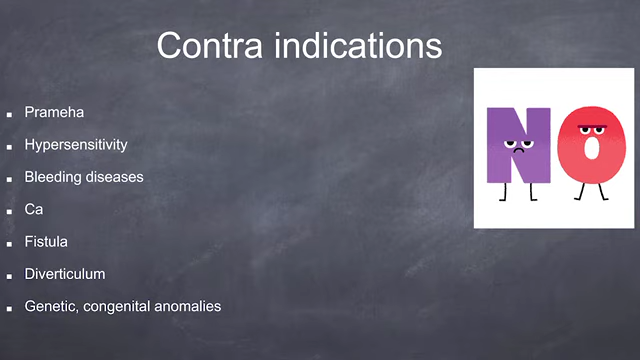 Contra indications
Prameha
Hypersensitivity
Bleeding diseases
Ca
Fistula
Diverticulum
Genetic, congenital anomalies
NO